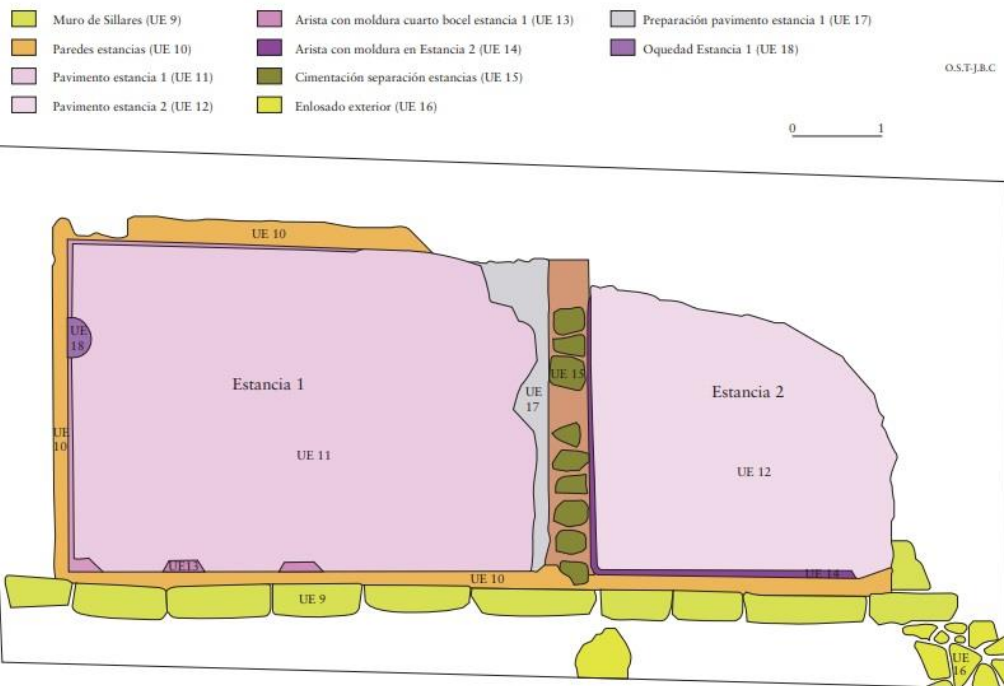 Muro de Sillares (UE 9)
Paredes estancias (UE 10)
Pavimento estancia 1 (UE 11)
Pavimento estancia 2 (UE 12)
Arista con moldura cuarto bocel estancia 1 (UE 13)
Arista con moldura en Estancia 2 (UE 14)
Cimentación separación estancias (UE 15)
Enlosado exterior (UE 16)
Preparación pavimento estancia 1 (UE 17)
Oquedad Estancia 1 (UE 18)
O.S.T-J.B.C
0 1
UE 10
UE
18
Estancia 1
UE 15
Estancia 2
UE
17
UE
10
UE 11
UE 12
UE13
UE 14
UE 10
UE 9
UE
16